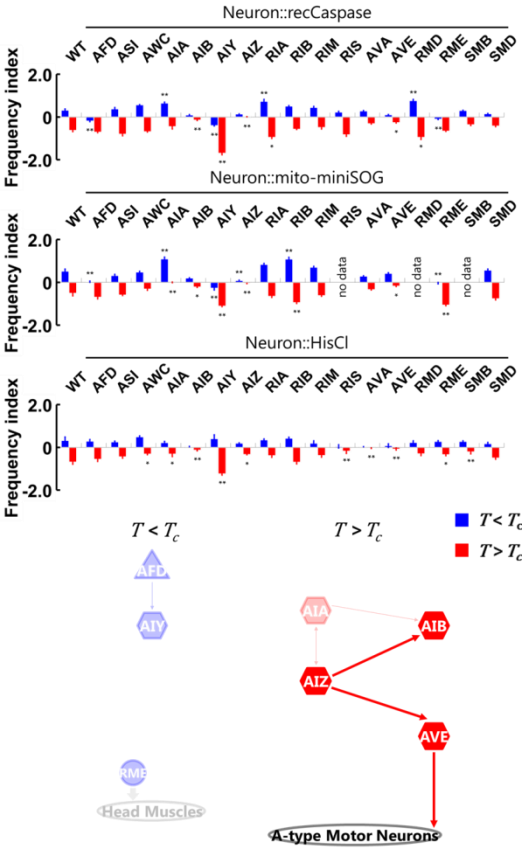 Neuron::recCaspase
WT AFD ASI AWC AIA AIB AIY AIZ RIA RIB RIM RIS AVA AVE RMD RME SMB SMD
Frequency index
2.0
0
-2.0
** ** ** ** ** ** ** ** * * ** * **
Neuron::mito-miniSOG
WT AFD ASI AWC AIA AIB AIY AIZ RIA RIB RIM RIS AVA AVE RMD RME SMB SMD
Frequency index
2.0
0
-2.0
** ** ** * ** ** ** ** ** ** no data * no data ** ** no data
Neuron::HisCl
WT AFD ASI AWC AIA AIB AIY AIZ RIA RIB RIM RIS AVA AVE RMD RME SMB SMD
Frequency index
2.0
0
-2.0
* * ** ** * ** ** ** * **
T < Tc
T > Tc
T < Tc
T > Tc
AFD
AIY
AIA
AIB
AIZ
AVE
RME
Head Muscles
A-type Motor Neurons